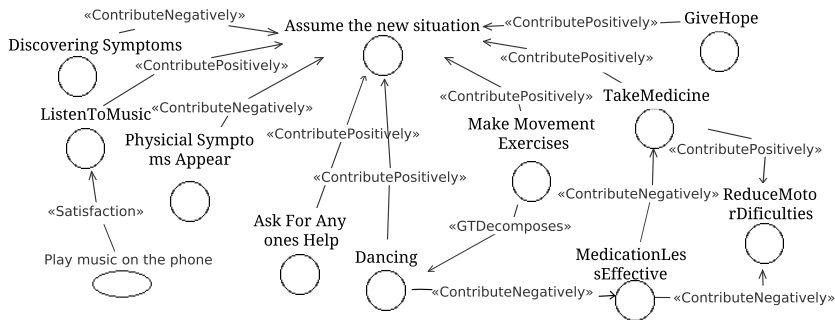 «ContributeNegatively»
Assume the new situation
«ContributePositively»
GiveHope
Discovering Symptoms
«ContributePositively»
«ContributePositively»
ListenToMusic
«ContributeNegatively»
«ContributePositively»
TakeMedicine
Physicial Sympto
ms Appear
«ContributePositively»
Make Movement
Exercises
«ContributePositively»
«ContributePositively»
«ContributeNegatively»
ReduceMoto
rDificulties
«Satisfaction»
Ask For Any
ones Help
«GTDecomposes»
Play music on the phone
Dancing
MedicationLes
sEffective
«ContributeNegatively»
«ContributeNegatively»